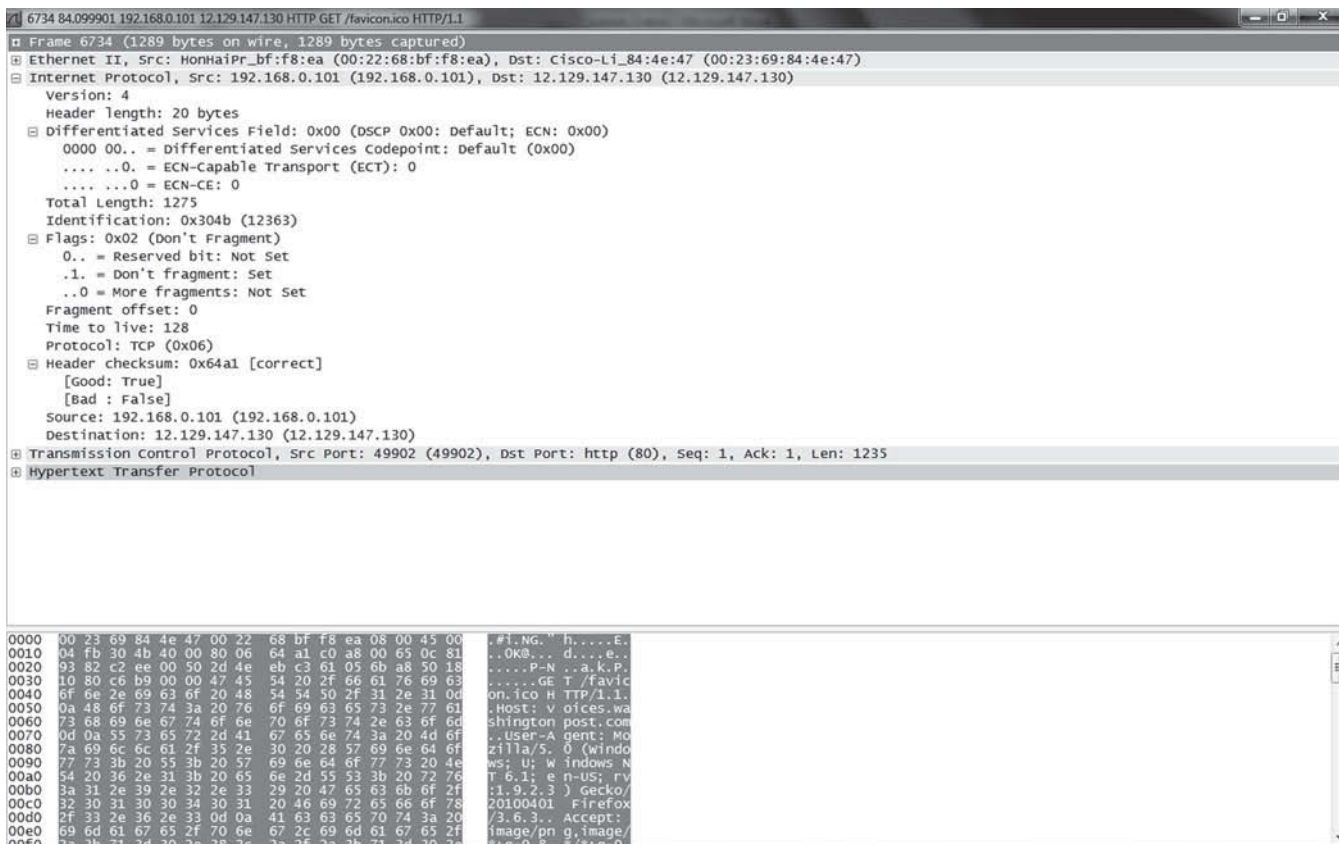 6734 84.099901 192.168.0.101 12.129.147.130 HTTP GET /favicon.ico HTTP/1.1
Frame 6734 (1289 bytes on wire, 1289 bytes captured)
Ethernet II, Src: HonHaiPr_bf:f8:ea (00:22:68:bf:f8:ea), Dst: Cisco-Li_84:4e:47 (00:23:69:84:4e:47)
Internet Protocol, Src: 192.168.0.101 (192.168.0.101), Dst: 12.129.147.130 (12.129.147.130)
Version: 4
Header length: 20 bytes
Differentiated Services Field: 0x00 (DSCP 0x00: Default; ECN: 0x00)
0000 00.. = Differentiated Services Codepoint: Default (0x00)
.... ..0. = ECN-Capable Transport (ECT): 0
.... ...0 = ECN-CE: 0
Total Length: 1275
Identification: 0x304b (12363)
Flags: 0x02 (Don't Fragment)
0.. = Reserved bit: Not Set
.1. = Don't fragment: Set
..0 = More fragments: Not Set
Fragment offset: 0
Time to live: 128
Protocol: TCP (0x06)
Header checksum: 0x64a1 [correct]
[Good: True]
[Bad : False]
Source: 192.168.0.101 (192.168.0.101)
Destination: 12.129.147.130 (12.129.147.130)
Transmission Control Protocol, Src Port: 49902 (49902), Dst Port: http (80), Seq: 1, Ack: 1, Len: 1235
Hypertext Transfer Protocol
0000 00 23 69 84 4e 47 00 22 68 bf f8 ea 08 00 45 00 .#i.NG." h.....E.
0010 04 fb 30 4b 40 00 80 06 64 a1 c0 a8 00 65 0c 81 ..0K@... d....e..
0020 93 82 c2 ee 00 50 2d 4e eb c3 61 05 6b a8 50 18 .....P-N ..a.k.P.
0030 10 80 c6 b9 00 00 47 45 54 20 2f 66 61 76 69 63 ......GE T /favic
0040 6f 6e 2e 69 63 6f 20 48 54 54 50 2f 31 2e 31 0d on.ico H TTP/1.1.
0050 0a 48 6f 73 74 3a 20 76 6f 69 63 65 73 2e 77 61 .Host: v oices.wa
0060 73 68 69 6e 67 74 6f 6e 70 6f 73 74 2e 63 6f 6d shington post.com
0070 0d 0a 55 73 65 72 2d 41 67 65 6e 74 3a 20 4d 6f ..User-A gent: Mo
0080 7a 69 6c 6c 61 2f 35 2e 30 20 28 57 69 6e 64 6f zilla/5. 0 (Windo
0090 77 73 3b 20 55 3b 20 57 69 6e 64 6f 77 73 20 4e ws; U; W indows N
00a0 54 20 36 2e 31 3b 20 65 6e 2d 55 53 3b 20 72 76 T 6.1; e n-US; rv
00b0 3a 31 2e 39 2e 32 2e 33 29 20 47 65 63 6b 6f 2f :1.9.2.3 ) Gecko/
00c0 32 30 31 30 30 34 30 31 20 46 69 72 65 66 6f 78 20100401 Firefox
00d0 2f 33 2e 36 2e 33 0d 0a 41 63 63 65 70 74 3a 20 /3.6.3.. Accept:
00e0 69 6d 61 67 65 2f 70 6e 67 2c 69 6d 61 67 65 2f image/pn g,image/